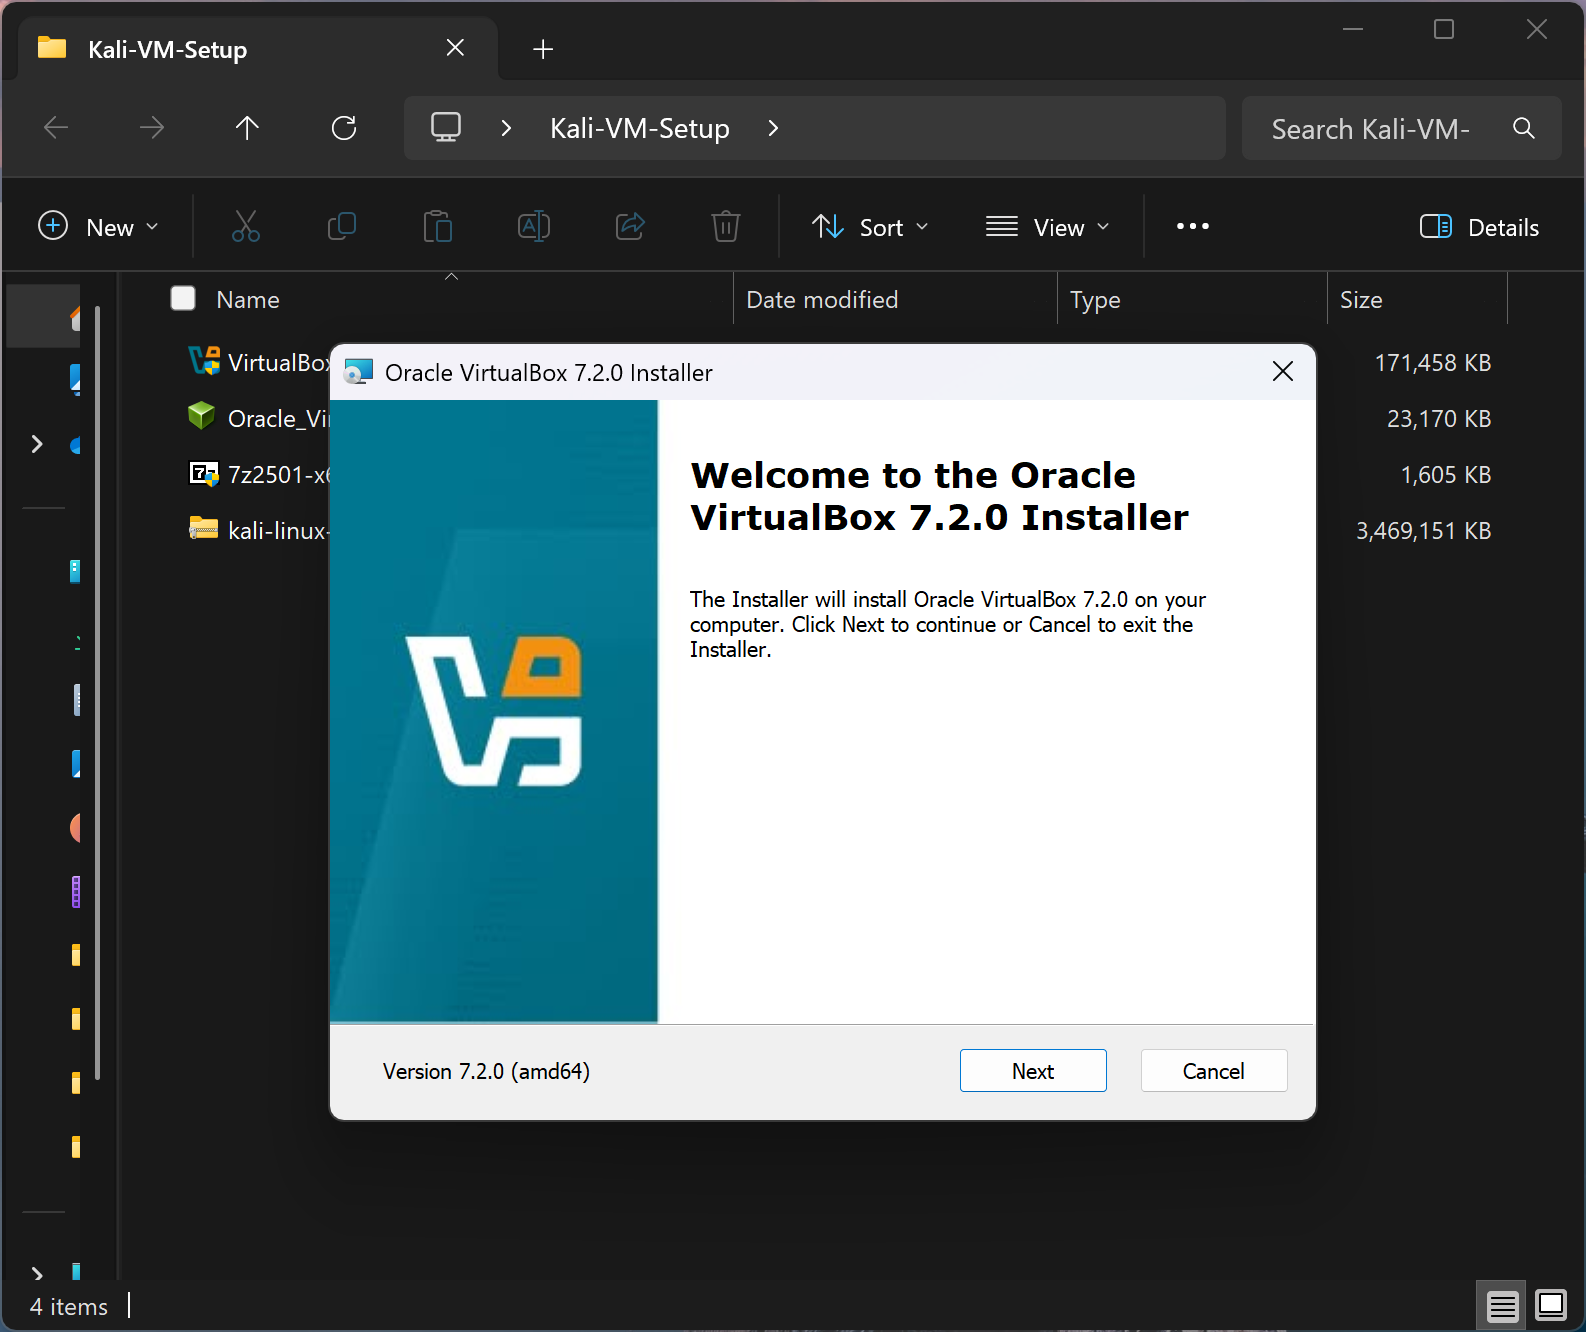 Kali-VM-Setup
Kali-VM-Setup
Search Kali-VM-
New
Sort
View
Details
Name
Date modified
Type
Size
VirtualBox
171,458 KB
Oracle_Vi
23,170 KB
7z2501-x6
1,605 KB
kali-linux-
3,469,151 KB
Oracle VirtualBox 7.2.0 Installer
Welcome to the Oracle
VirtualBox 7.2.0 Installer
The Installer will install Oracle VirtualBox 7.2.0 on your
computer. Click Next to continue or Cancel to exit the
Installer.
Version 7.2.0 (amd64)
Next
Cancel
4 items